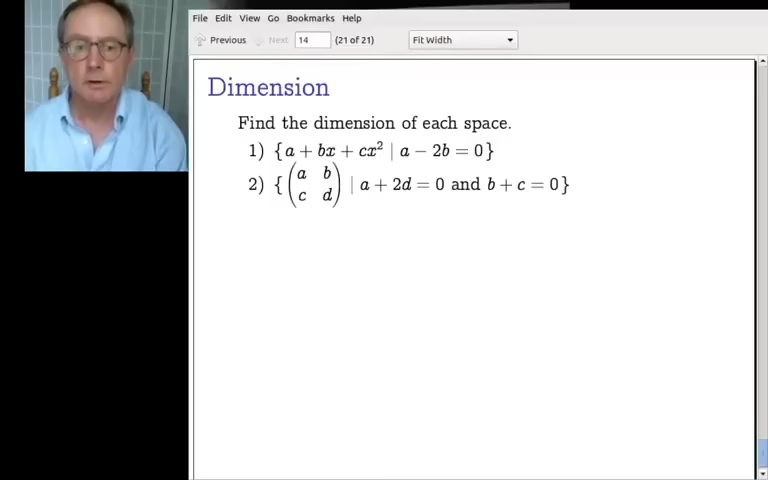 File Edit View Go Bookmarks Help
Previous Next 14 (21 of 21) Fit Width
Dimension
Find the dimension of each space.
1) {a + bx + cx² | a − 2b = 0}
2) { ( a b
c d ) | a + 2d = 0 and b + c = 0}